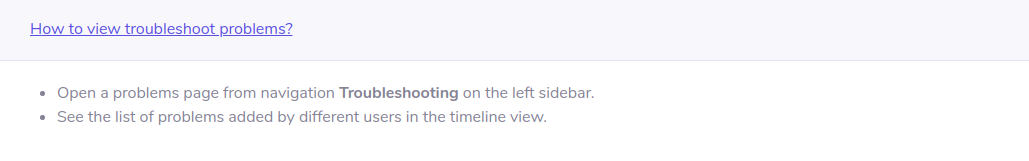 How to view troubleshoot problems?
• Open a problems page from navigation Troubleshooting on the left sidebar.
• See the list of problems added by different users in the timeline view.